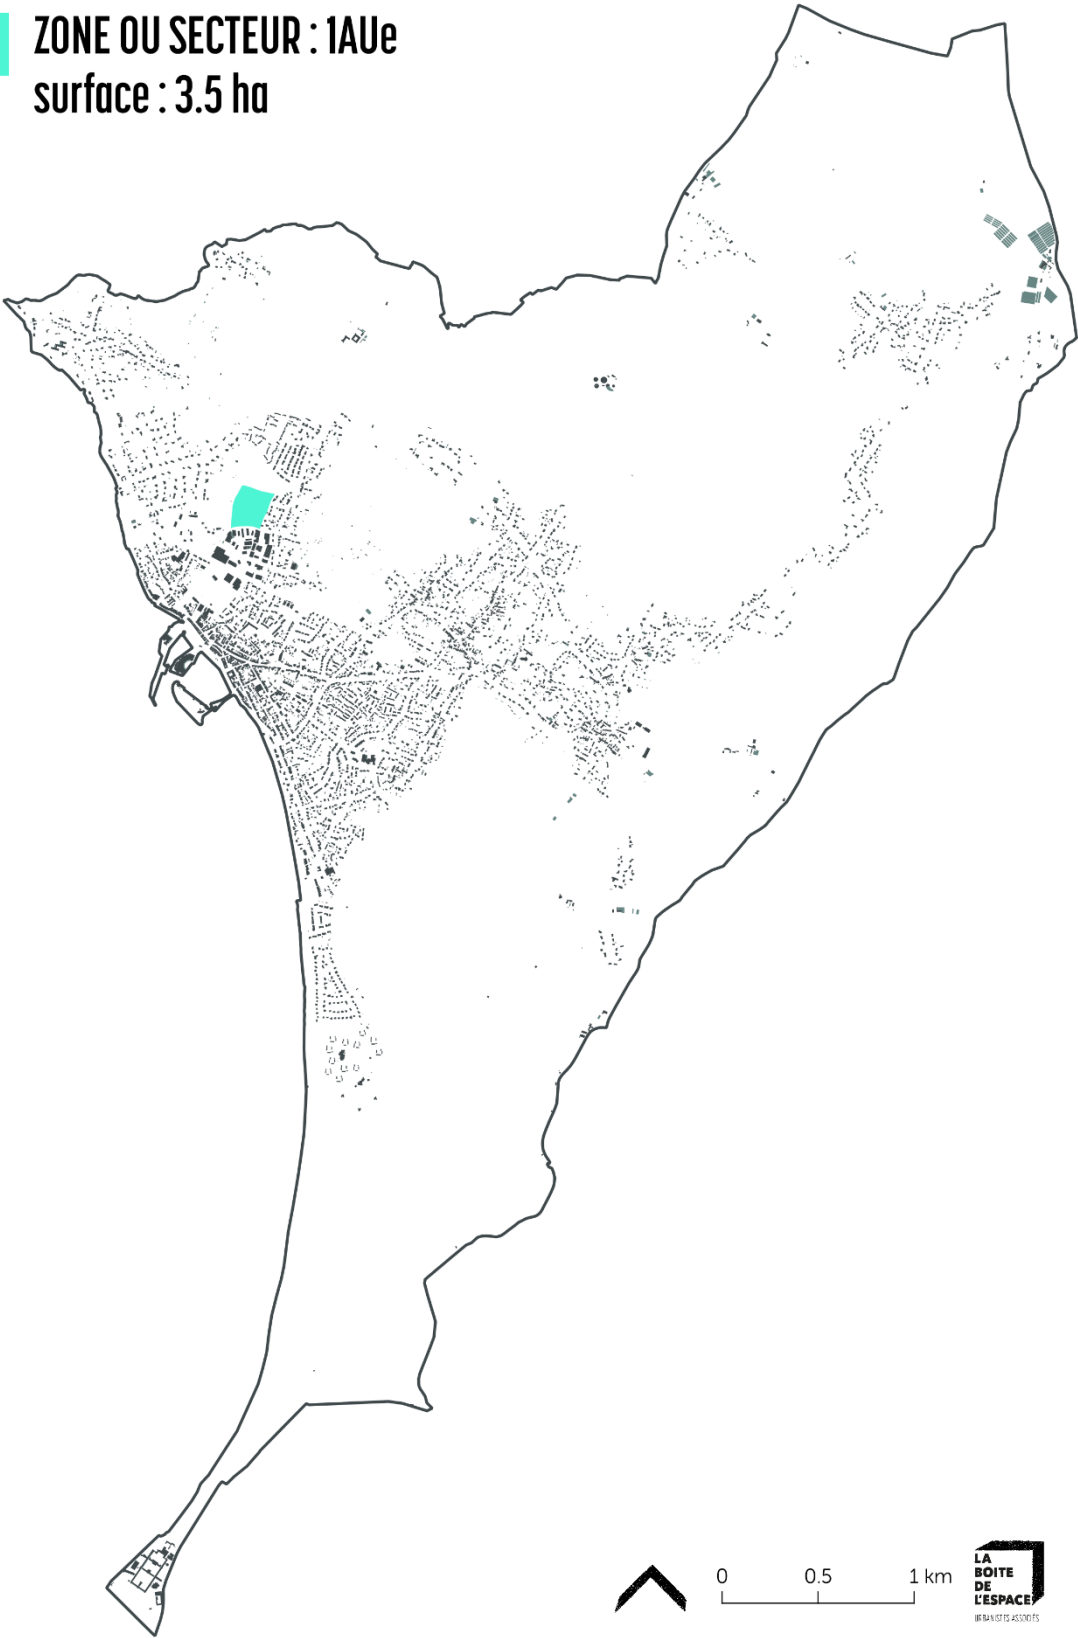 ZONE OU SECTEUR : 1AUe
surface : 3.5 ha
0 0.5 1 km
LA
BOITE
DE
L'ESPACE
URBANISTES ASSOCIÉS